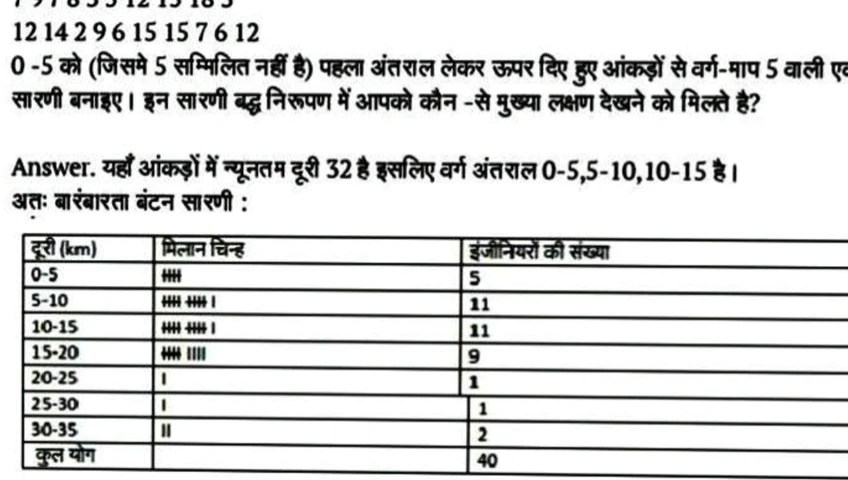 12 14 2 9 6 15 15 7 6 12
0 -5 को (जिसमे 5 सम्मिलित नहीं है) पहला अंतराल लेकर ऊपर दिए हुए आंकड़ों से वर्ग-माप 5 वाली
सारणी बनाइए। इन सारणी बद्ध निरूपण में आपको कौन -से मुख्या लक्षण देखने को मिलते है?
Answer. यहाँ आंकड़ों में न्यूनतम दूरी 32 है इसलिए वर्ग अंतराल 0-5,5-10,10-15 है।
अतः बारंबारता बंटन सारणी :
दूरी (km) मिलान चिन्ह इंजीनियरों की संख्या
0-5 5
5-10 11
10-15 11
15-20 9
20-25 1
25-30 1
30-35 2
कुल योग 40